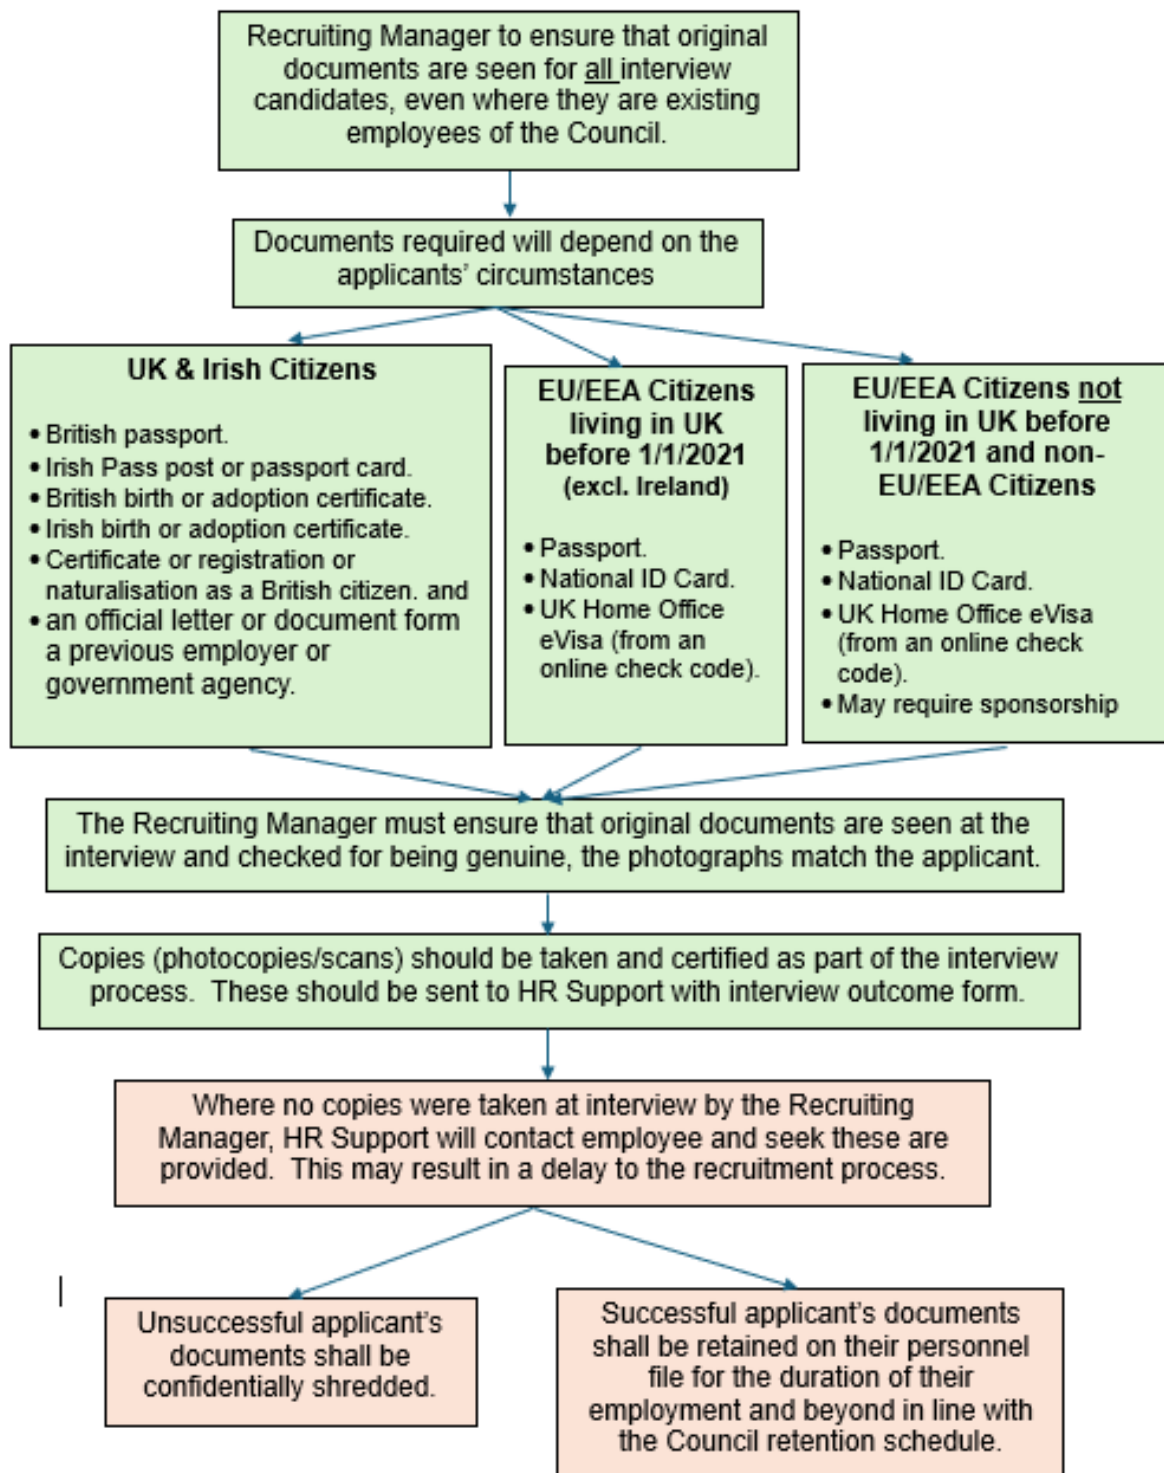 Recruiting Manager to ensure that original
documents are seen for all interview
candidates, even where they are existing
employees of the Council.
Documents required will depend on the
applicants’ circumstances
UK & Irish Citizens
• British passport.
• Irish Pass post or passport card.
• British birth or adoption certificate.
• Irish birth or adoption certificate.
• Certificate or registration or
naturalisation as a British citizen. and
• an official letter or document form
a previous employer or
government agency.
EU/EEA Citizens
living in UK
before 1/1/2021
(excl. Ireland)
• Passport.
• National ID Card.
• UK Home Office
eVisa (from an
online check code).
EU/EEA Citizens not
living in UK before
1/1/2021 and non-
EU/EEA Citizens
• Passport.
• National ID Card.
• UK Home Office eVisa
(from an online check
code).
• May require sponsorship
The Recruiting Manager must ensure that original documents are seen at the
interview and checked for being genuine, the photographs match the applicant.
Copies (photocopies/scans) should be taken and certified as part of the interview
process.  These should be sent to HR Support with interview outcome form.
Where no copies were taken at interview by the Recruiting
Manager, HR Support will contact employee and seek these are
provided.  This may result in a delay to the recruitment process.
Unsuccessful applicant’s
documents shall be
confidentially shredded.
Successful applicant’s documents
shall be retained on their personnel
file for the duration of their
employment and beyond in line with
the Council retention schedule.